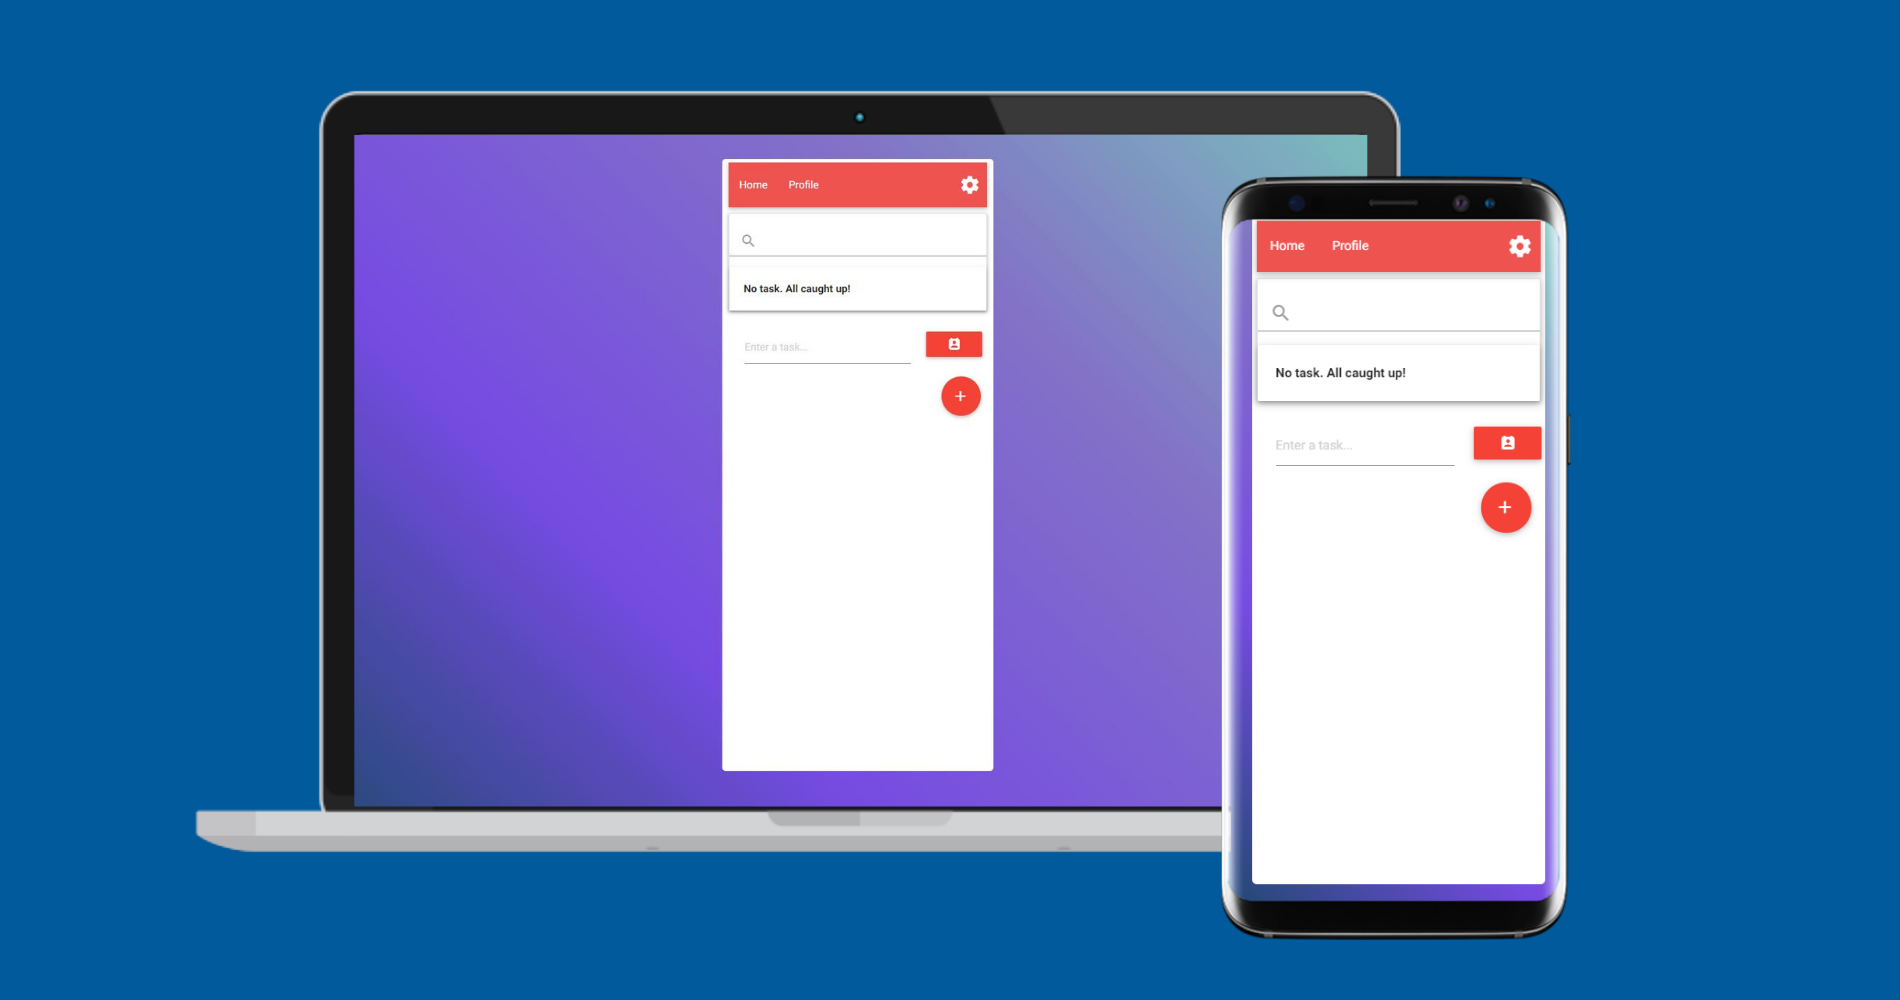 Home Profile
No task. All caught up!
Enter a task...
+
Home Profile
No task. All caught up!
Enter a task...
+